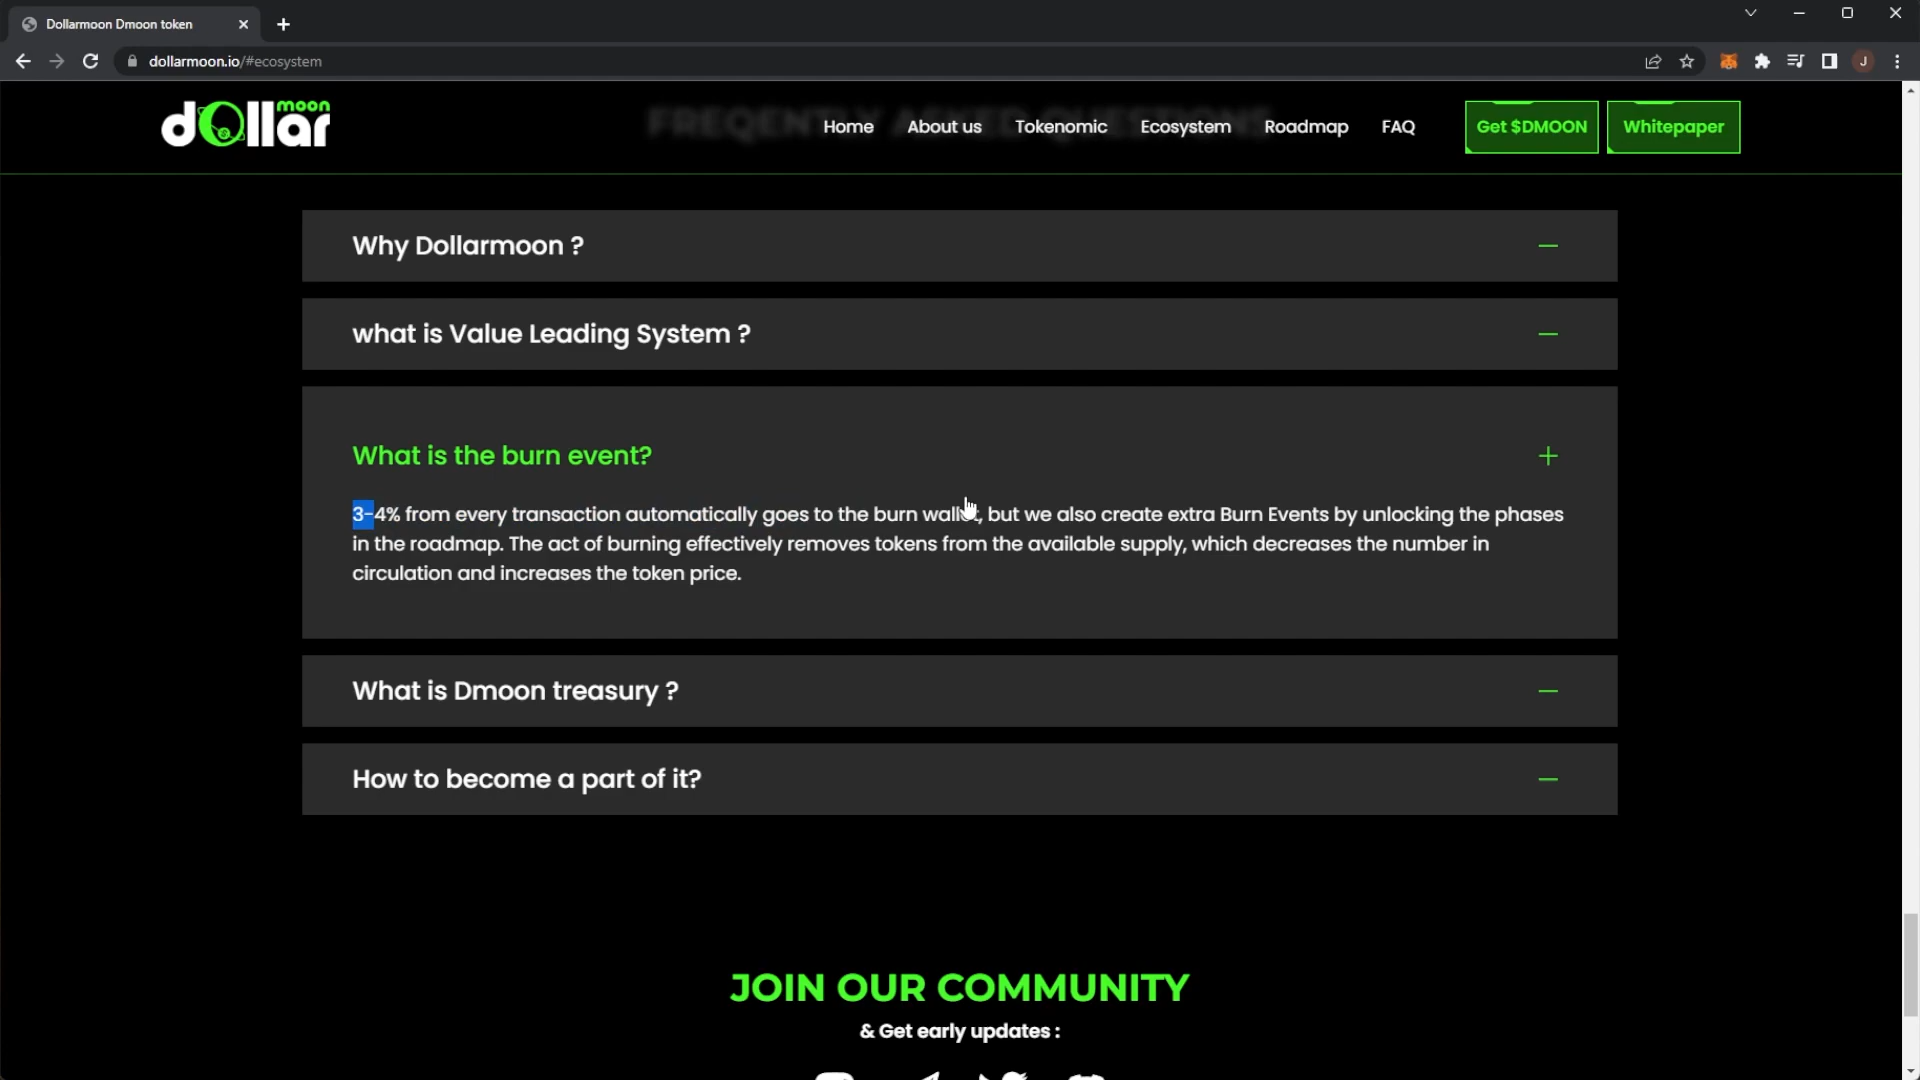 Dollarmoon Dmoon token
dollarmoon.io/#ecosystem
J
dollar moon
FREQENTLY ASKED QUESTIONS
Home About us Tokenomic Ecosystem Roadmap FAQ Get $DMOON Whitepaper
Why Dollarmoon ?
what is Value Leading System ?
What is the burn event?
3-4% from every transaction automatically goes to the burn wallet, but we also create extra Burn Events by unlocking the phases
in the roadmap. The act of burning effectively removes tokens from the available supply, which decreases the number in
circulation and increases the token price.
What is Dmoon treasury ?
How to become a part of it?
JOIN OUR COMMUNITY
& Get early updates :